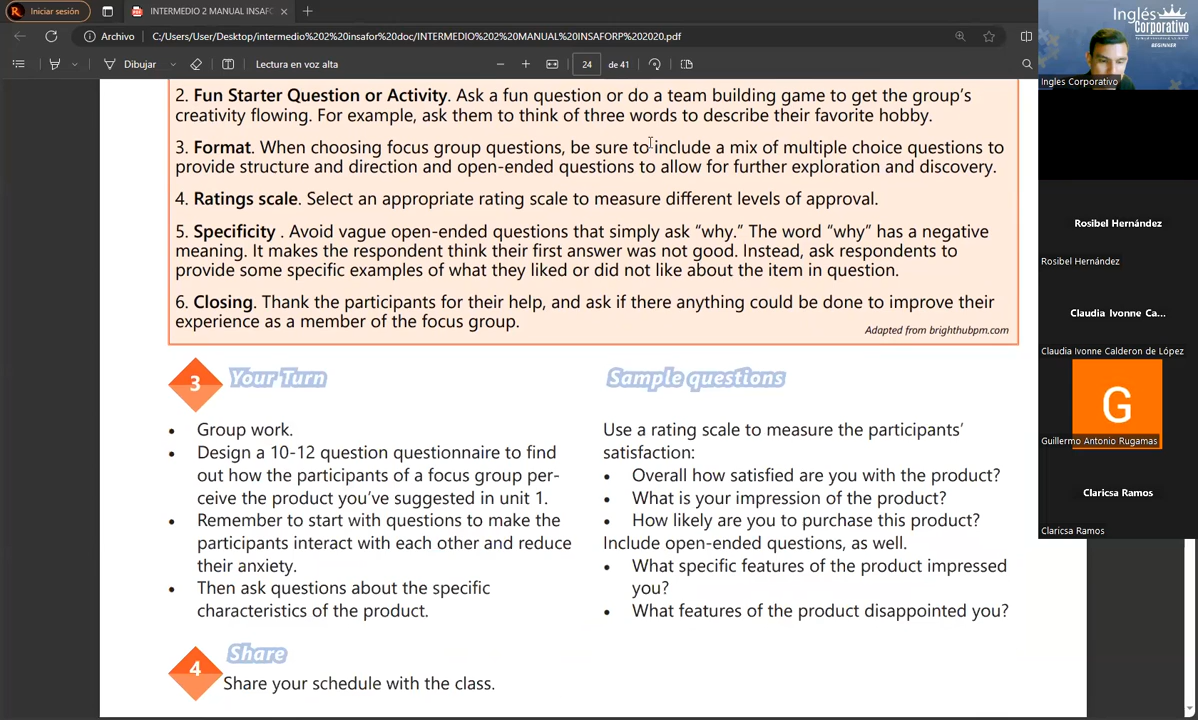 Iniciar sesión
INTERMEDIO 2 MANUAL INSAFO
Archivo
C:/Users/User/Desktop/intermedio%202%20insafor%20doc/INTERMEDIO%202%20MANUAL%20INSAFORP%202020.pdf
Dibujar
Lectura en voz alta
24
de 41
2. Fun Starter Question or Activity. Ask a fun question or do a team building game to get the group's
creativity flowing. For example, ask them to think of three words to describe their favorite hobby.
3. Format. When choosing focus group questions, be sure to include a mix of multiple choice questions to
provide structure and direction and open-ended questions to allow for further exploration and discovery.
4. Ratings scale. Select an appropriate rating scale to measure different levels of approval.
5. Specificity . Avoid vague open-ended questions that simply ask “why.” The word “why” has a negative
meaning. It makes the respondent think their first answer was not good. Instead, ask respondents to
provide some specific examples of what they liked or did not like about the item in question.
6. Closing. Thank the participants for their help, and ask if there anything could be done to improve their
experience as a member of the focus group.
Adapted from brighthubpm.com
3
Your Turn
• Group work.
• Design a 10-12 question questionnaire to find
out how the participants of a focus group per-
ceive the product you've suggested in unit 1.
• Remember to start with questions to make the
participants interact with each other and reduce
their anxiety.
• Then ask questions about the specific
characteristics of the product.
Sample questions
Use a rating scale to measure the participants'
satisfaction:
• Overall how satisfied are you with the product?
• What is your impression of the product?
• How likely are you to purchase this product?
Include open-ended questions, as well.
• What specific features of the product impressed
you?
• What features of the product disappointed you?
4
Share
Share your schedule with the class.
Inglés
Corporativo
BEGINNER
Ingles Corporativo
Rosibel Hernández
Rosibel Hernández
Claudia Ivonne Ca...
Claudia Ivonne Calderon de López
G
Guillermo Antonio Rugamas
Claricsa Ramos
Claricsa Ramos